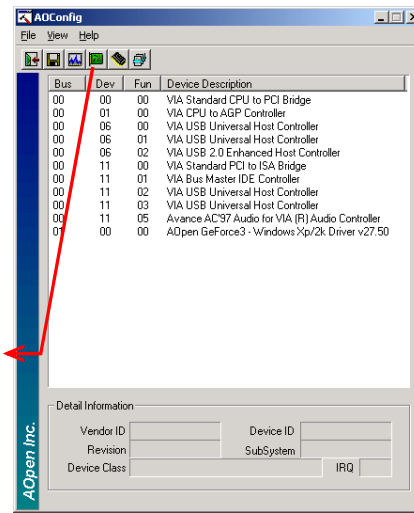 AOConfig
File View Help
Bus Dev Fun Device Description
00 00 00 VIA Standard CPU to PCI Bridge
00 01 00 VIA CPU to AGP Controller
00 06 00 VIA USB Universal Host Controller
00 06 01 VIA USB Universal Host Controller
00 06 02 VIA USB 2.0 Enhanced Host Controller
00 11 00 VIA Standard PCI to ISA Bridge
00 11 01 VIA Bus Master IDE Controller
00 11 02 VIA USB Universal Host Controller
00 11 03 VIA USB Universal Host Controller
00 11 05 Avance AC'97 Audio for VIA (R) Audio Controller
01 00 00 AOpen GeForce3 - Windows Xp/2k Driver v27.50
Detail Information
Vendor ID Device ID
Revision SubSystem
Device Class IRQ
AOpen Inc.